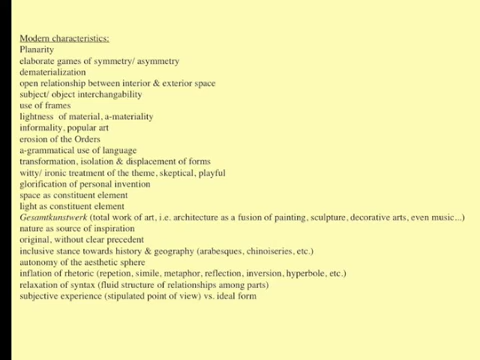 Modern characteristics:
Planarity
elaborate games of symmetry/ asymmetry
dematerialization
open relationship between interior & exterior space
subject/ object interchangability
use of frames
lightness  of material, a-materiality
informality, popular art
erosion of the Orders
a-grammatical use of language
transformation, isolation & displacement of forms
witty/ ironic treatment of the theme, skeptical, playful
glorification of personal invention
space as constituent element
light as constituent element
Gesamtkunstwerk (total work of art, i.e. architecture as a fusion of painting, sculpture, decorative arts, even music...)
nature as source of inspiration
original, without clear precedent
inclusive stance towards history & geography (arabesques, chinoiseries, etc.)
autonomy of the aesthetic sphere
inflation of rhetoric (repetion, simile, metaphor, reflection, inversion, hyperbole, etc.)
relaxation of syntax (fluid structure of relationships among parts)
subjective experience (stipulated point of view) vs. ideal form